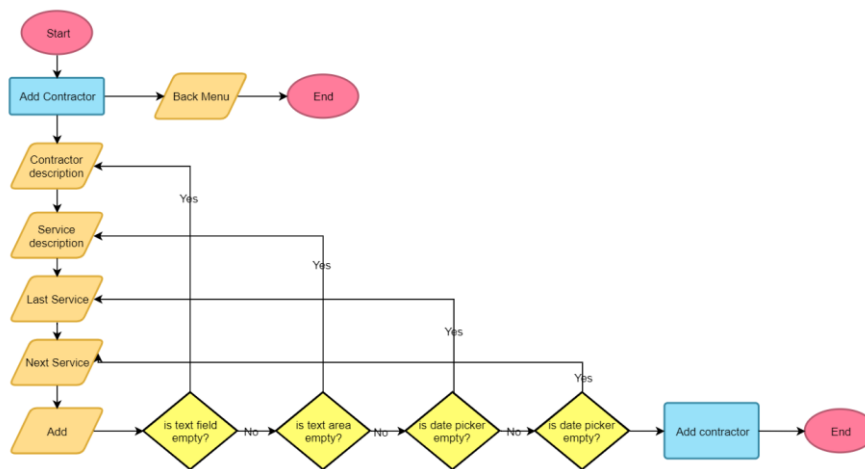 Start
Add Contractor
Back Menu
End
Contractor
description
Yes
Service
description
Yes
Last Service
Yes
Next Service
Yes
Add
is text field
empty?
No
is text area
empty?
No
is date picker
empty?
No
is date picker
empty?
Add contractor
End